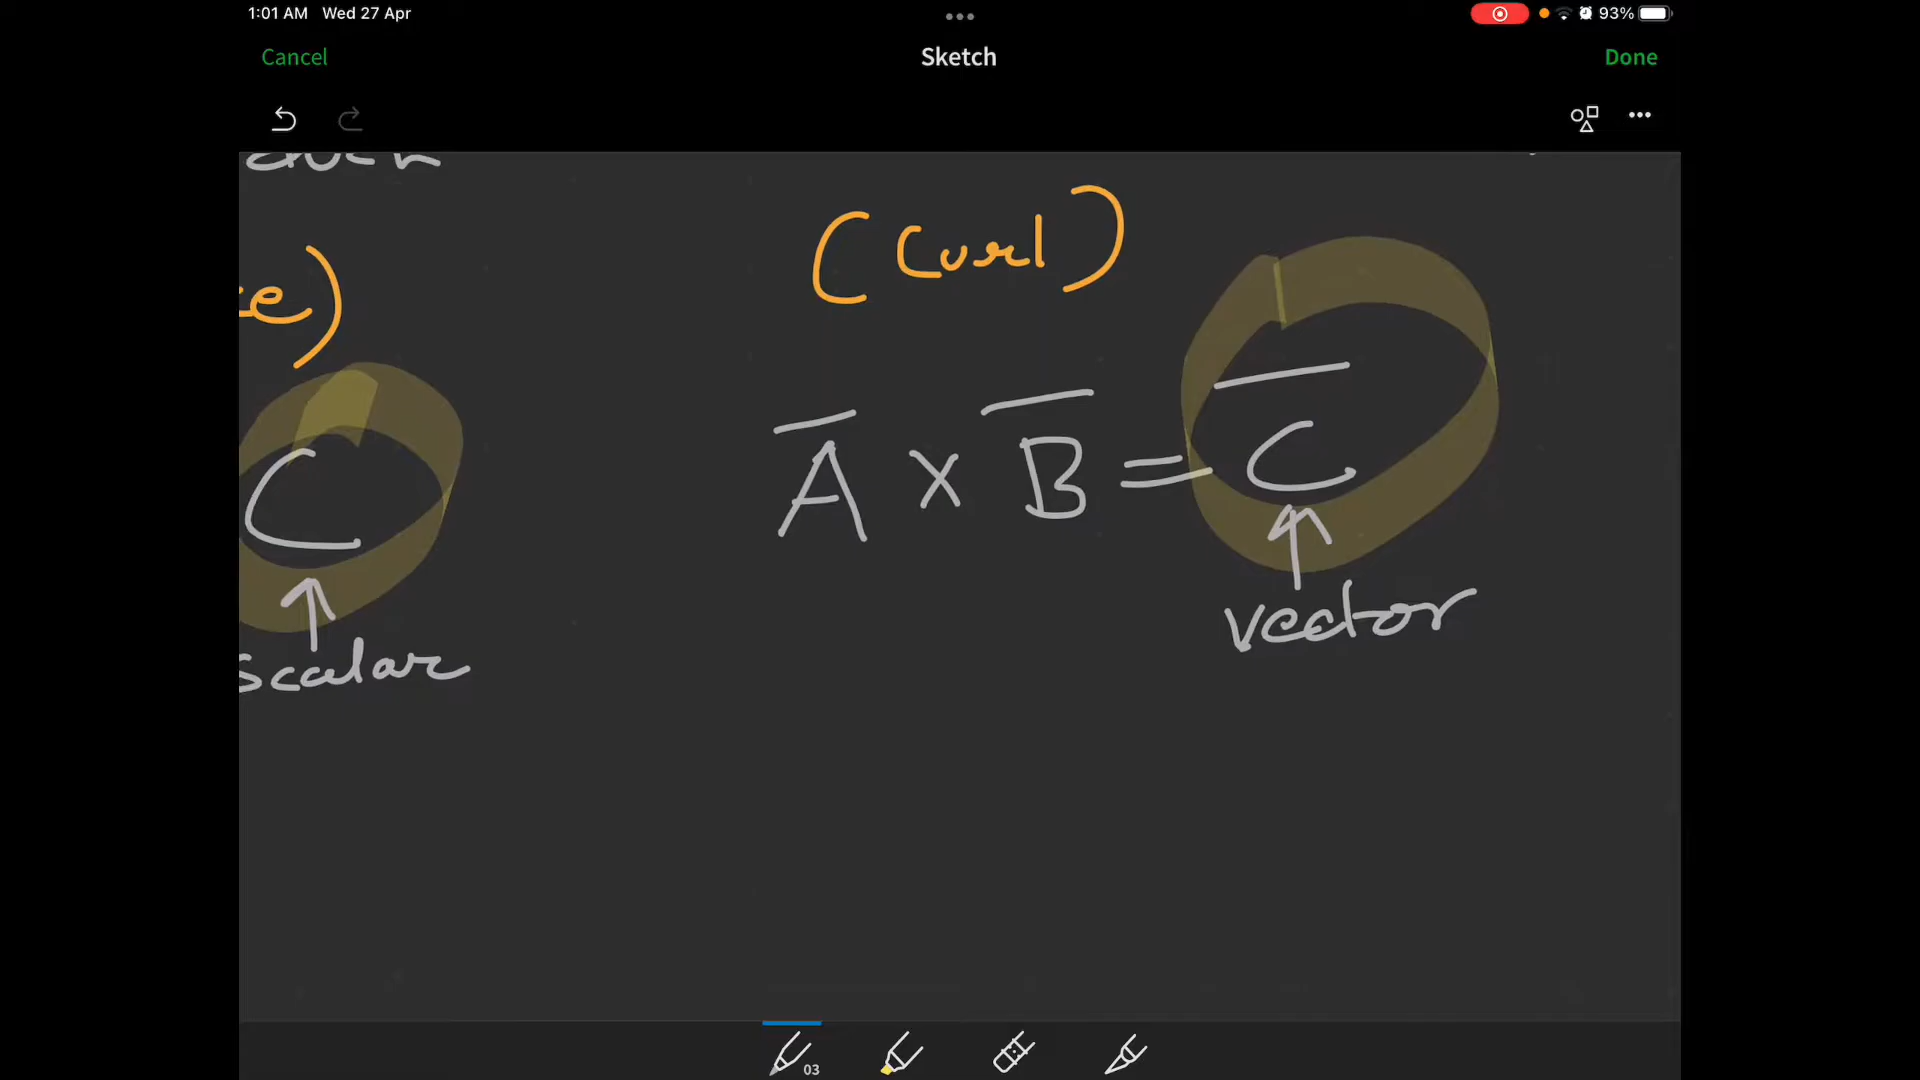 1:01 AM Wed 27 Apr
93%
Cancel
Sketch
Done
(Curl)
e)
A̅ × B̅ = C̅
C
vector
scalar
03